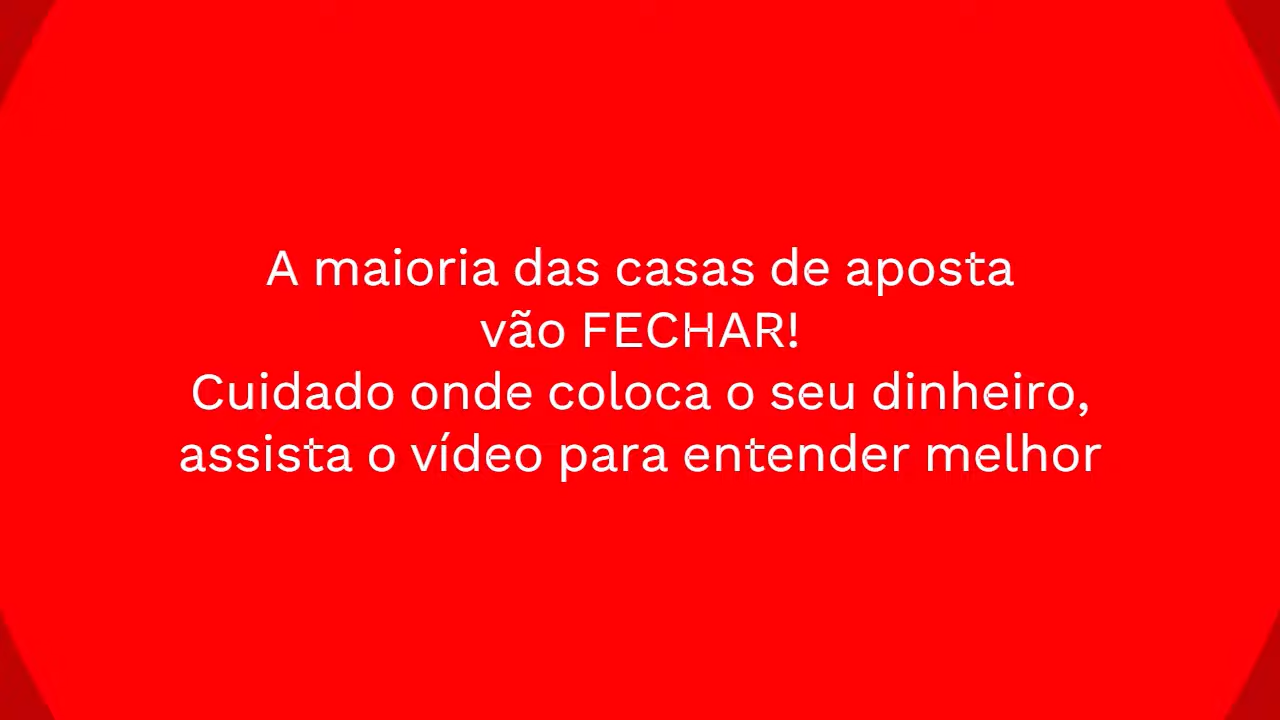 A maioria das casas de aposta
vão FECHAR!
Cuidado onde coloca o seu dinheiro,
assista o vídeo para entender melhor